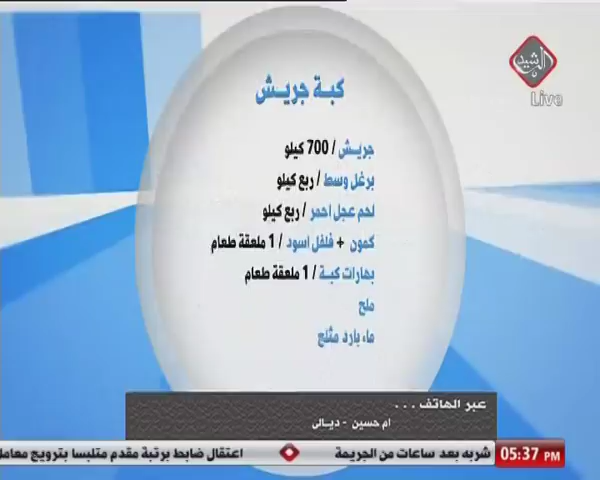 الرشيد
Live
كبة جريش
جريش / 700 كيلو
برغل وسط / ربع كيلو
لحم عجل احمر / ربع كيلو
كمون + فلفل اسود / 1 ملعقة طعام
بهارات كبة / 1 ملعقة طعام
ملح
ماء بارد مثلج
عبر الهاتف ...
ام حسين - ديالى
05:37 PM
شربه بعد ساعات من الجريمة
اعتقال ضابط برتبة مقدم متلبسا بترويج معامل